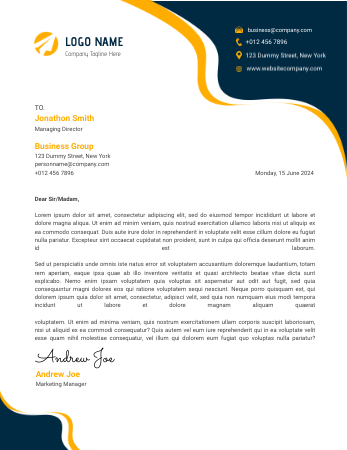 LOGO NAME
Company Tagline Here
business@company.com
+012 456 7896
123 Dummy Street, New York
www.websitecompany.com
TO.
Jonathon Smith
Managing Director
Business Group
123 Dummy Street, New York
personname@company.com
+012 456 7896
Monday, 15 June 2024
Dear Sir/Madam,
Lorem ipsum dolor sit amet, consectetur adipiscing elit, sed do eiusmod tempor incididunt ut labore et
dolore magna aliqua. Ut enim ad minim veniam, quis nostrud exercitation ullamco laboris nisi ut aliquip ex
ea commodo consequat. Duis aute irure dolor in reprehenderit in voluptate velit esse cillum dolore eu fugiat
nulla pariatur. Excepteur sint occaecat cupidatat non proident, sunt in culpa qui officia deserunt mollit anim
id est laborum.
Sed ut perspiciatis unde omnis iste natus error sit voluptatem accusantium doloremque laudantium, totam
rem aperiam, eaque ipsa quae ab illo inventore veritatis et quasi architecto beatae vitae dicta sunt
explicabo. Nemo enim ipsam voluptatem quia voluptas sit aspernatur aut odit aut fugit, sed quia
consequuntur magni dolores eos qui ratione voluptatem sequi nesciunt. Neque porro quisquam est, qui
dolorem ipsum quia dolor sit amet, consectetur, adipisci velit, sed quia non numquam eius modi tempora
incidunt ut labore et dolore magnam aliquam quaerat
voluptatem. Ut enim ad minima veniam, quis nostrum exercitationem ullam corporis suscipit laboriosam,
nisi ut aliquid ex ea commodi consequatur? Quis autem vel eum iure reprehenderit qui in ea voluptate velit
esse quam nihil molestiae consequatur, vel illum qui dolorem eum fugiat quo voluptas nulla pariatur?
Andrew Joe
Andrew Joe
Marketing Manager